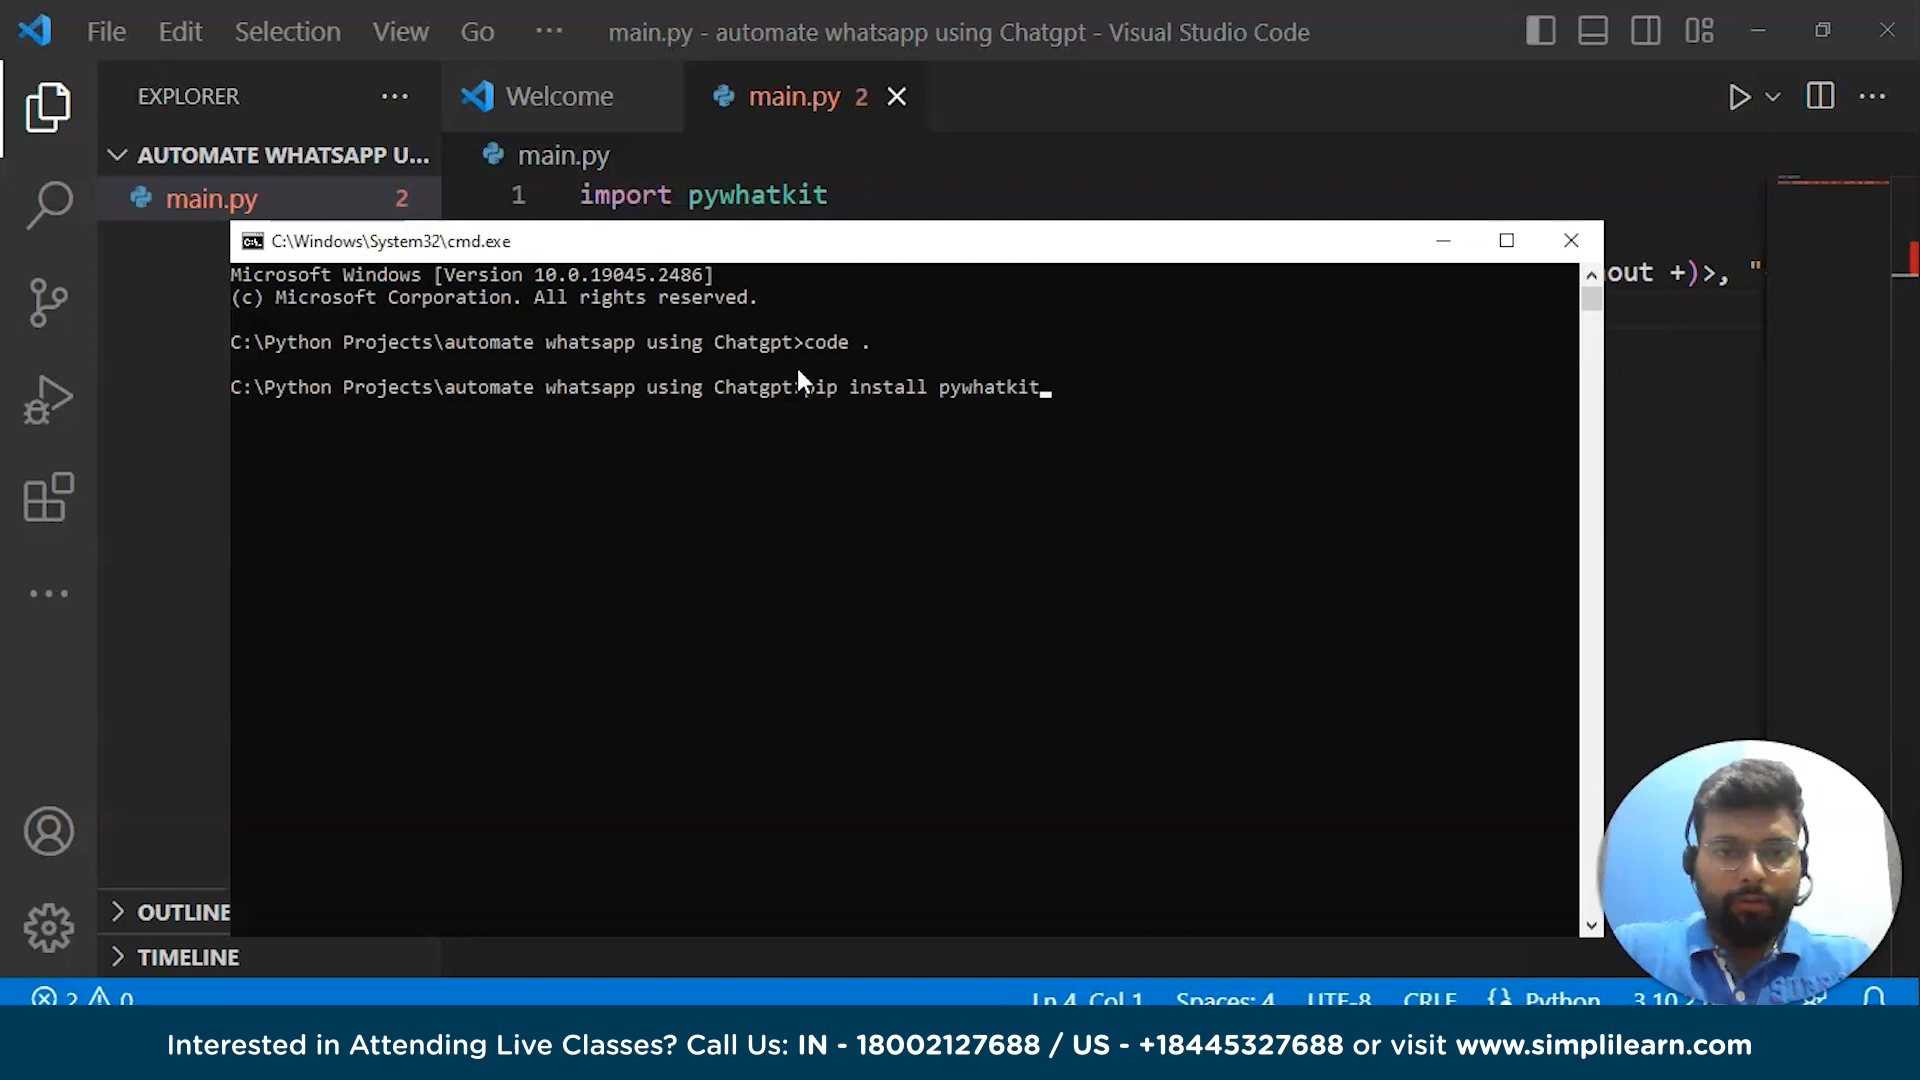 File Edit Selection View Go ··· main.py - automate whatsapp using Chatgpt - Visual Studio Code
EXPLORER ··· Welcome main.py 2
AUTOMATE WHATSAPP U... main.py
main.py 2 1 import pywhatkit
out +)>, "
C:\Windows\System32\cmd.exe
Microsoft Windows [Version 10.0.19045.2486]
(c) Microsoft Corporation. All rights reserved.
C:\Python Projects\automate whatsapp using Chatgpt>code .
C:\Python Projects\automate whatsapp using Chatgpt>pip install pywhatkit
OUTLINE
TIMELINE
2 0 Ln 4, Col 1 Spaces: 4 UTF-8 CRLF {} Python
Interested in Attending Live Classes? Call Us: IN - 18002127688 / US - +18445327688 or visit www.simplilearn.com